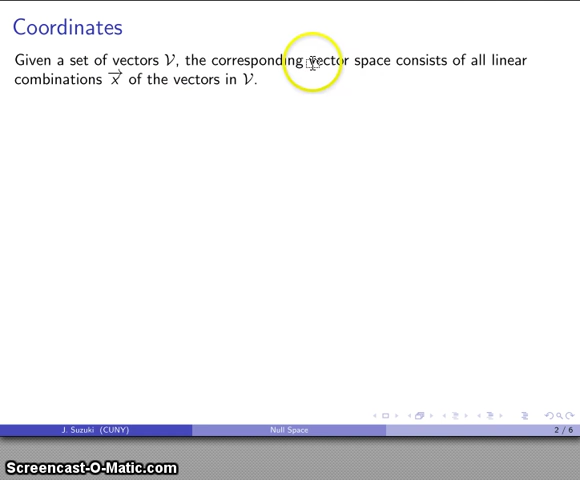 Coordinates
Given a set of vectors 𝒱, the corresponding vector space consists of all linear
combinations x⃗ of the vectors in 𝒱.
J. Suzuki (CUNY) Null Space 2 / 6
Screencast-O-Matic.com